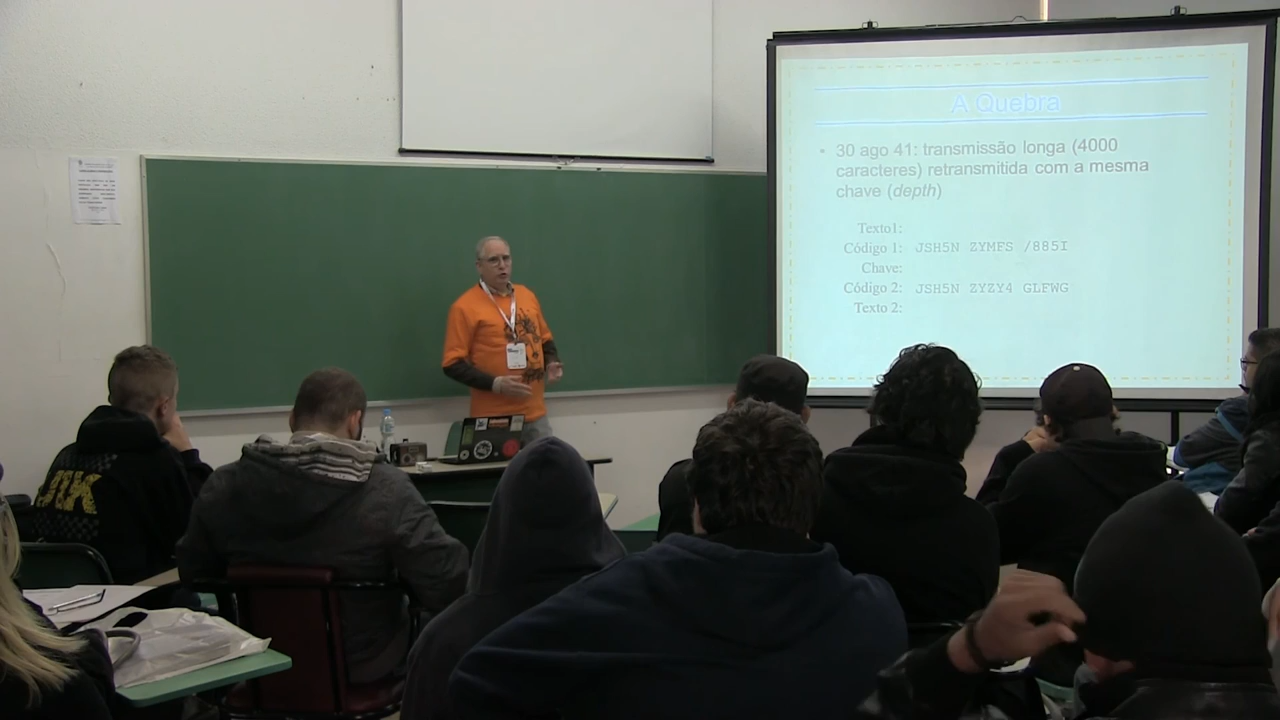 A Quebra
• 30 ago 41: transmissão longa (4000
caracteres) retransmitida com a mesma
chave (depth)
Texto1:
Código 1: JSH5N ZYMFS /885I
Chave:
Código 2: JSH5N ZYZY4 GLFWG
Texto 2: